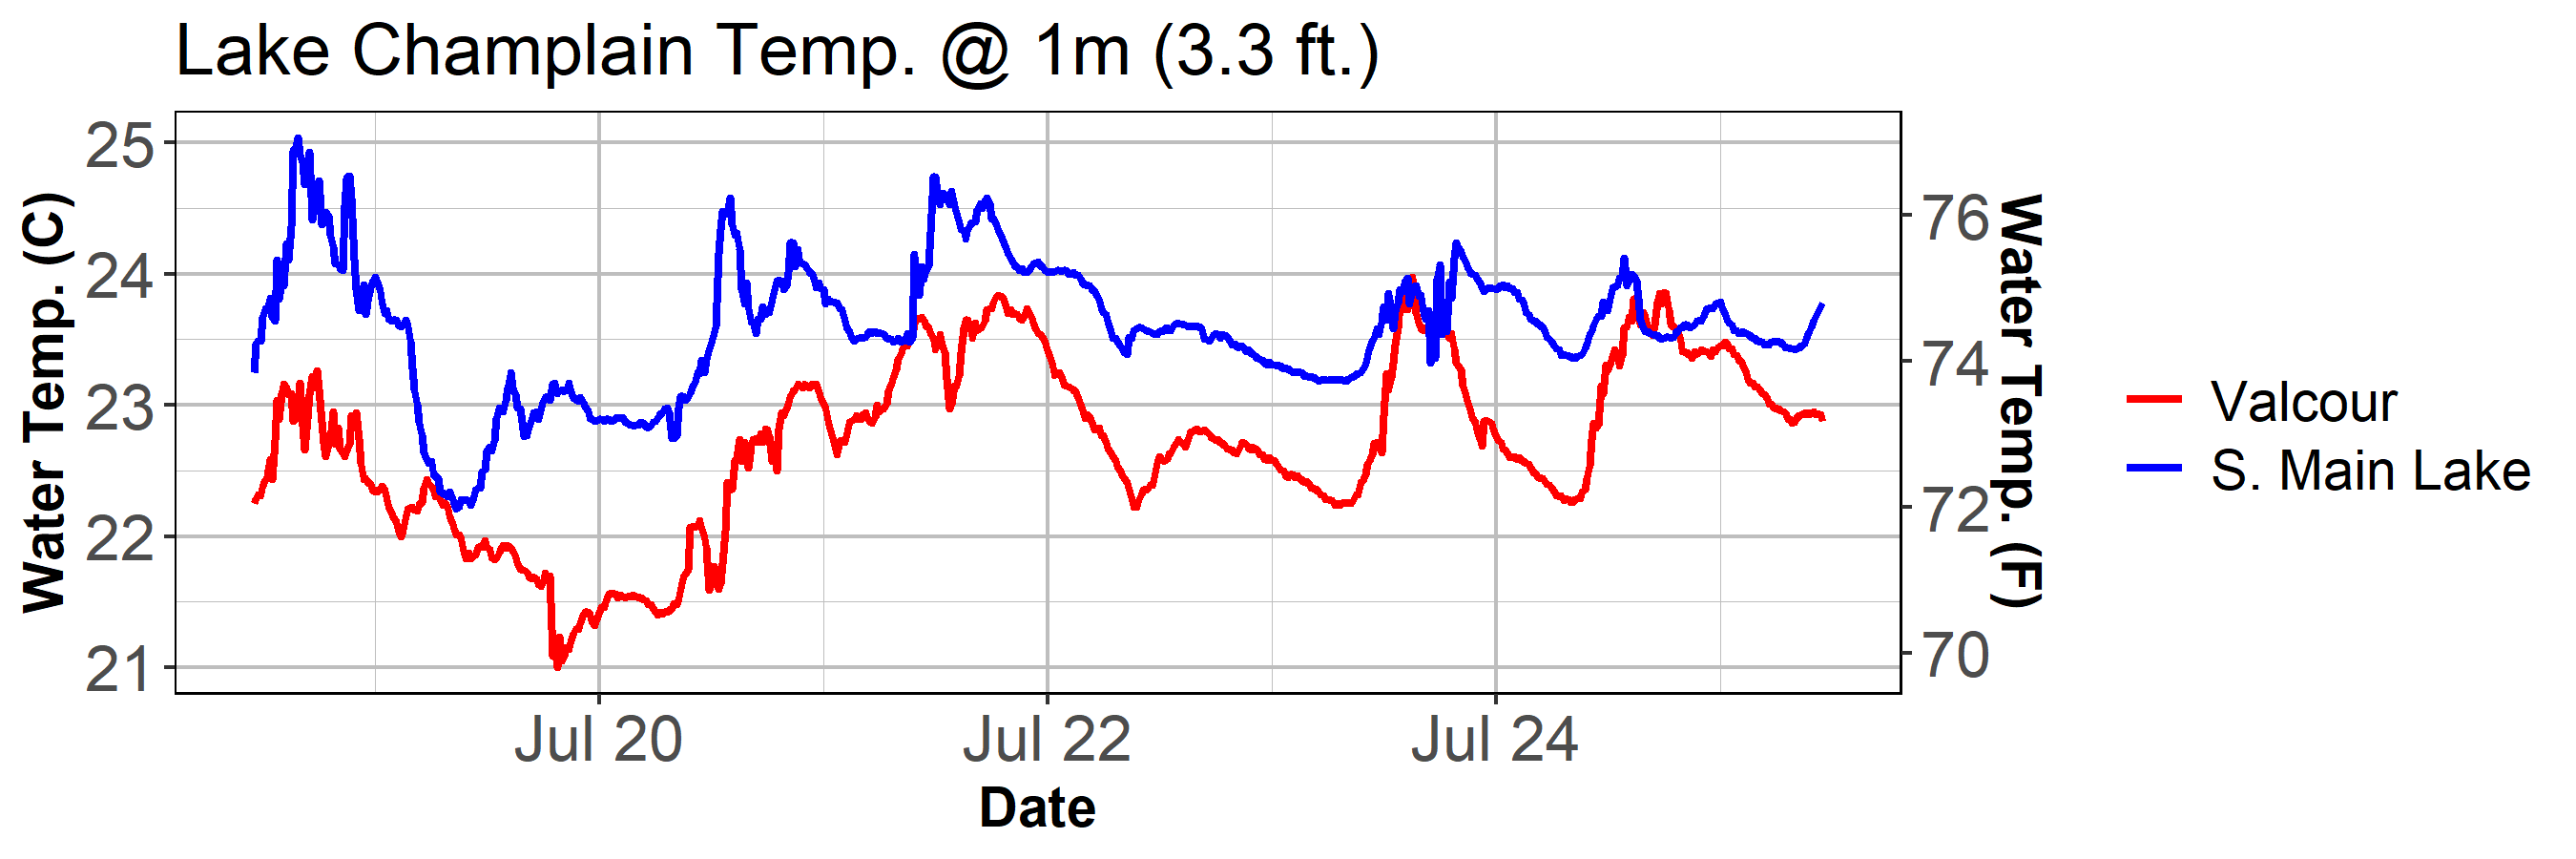 Lake Champlain Temp. @ 1m (3.3 ft.)
Water Temp. (C)
25
24
23
22
21
76
74
72
70
Water Temp. (F)
Jul 20 Jul 22 Jul 24
Date
Valcour
S. Main Lake